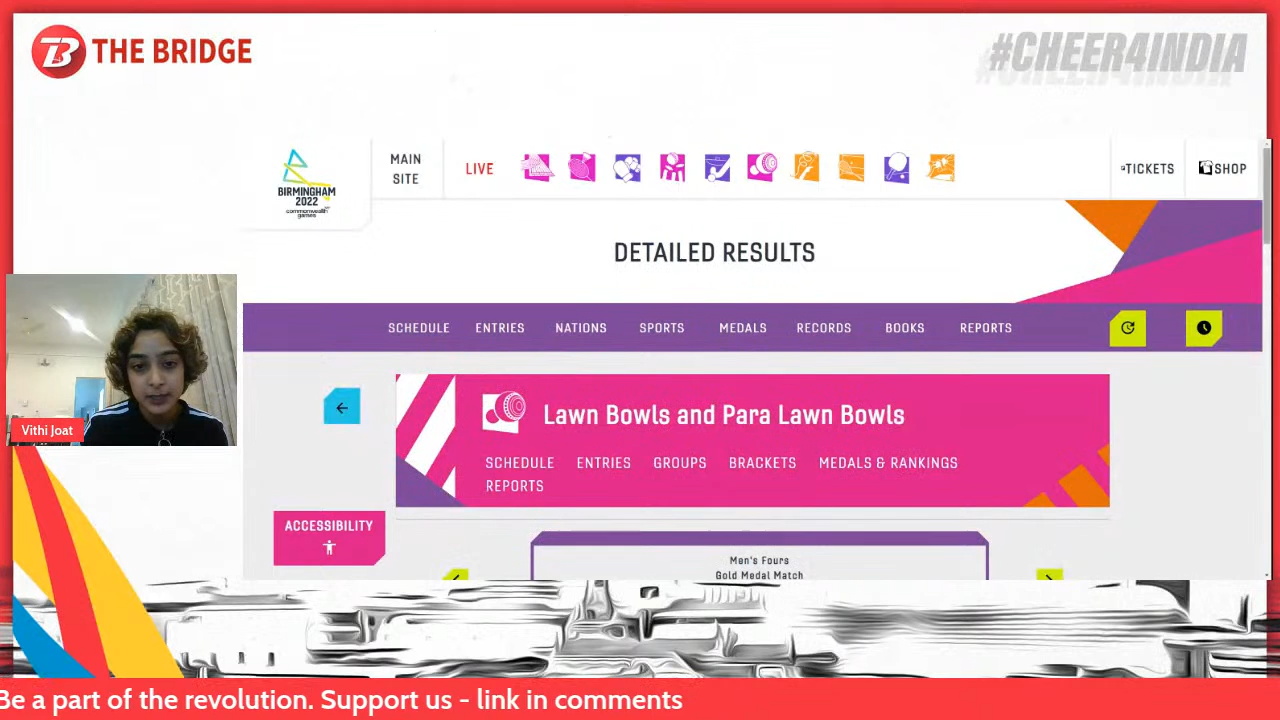 THE BRIDGE
#CHEER4INDIA
BIRMINGHAM
2022
commonwealth
games
MAIN
SITE
LIVE
TICKETS
SHOP
DETAILED RESULTS
SCHEDULE ENTRIES NATIONS SPORTS MEDALS RECORDS BOOKS REPORTS
Lawn Bowls and Para Lawn Bowls
SCHEDULE ENTRIES GROUPS BRACKETS MEDALS & RANKINGS
REPORTS
Vithi Joat
ACCESSIBILITY
Men's Fours
Gold Medal Match
Be a part of the revolution. Support us - link in comments